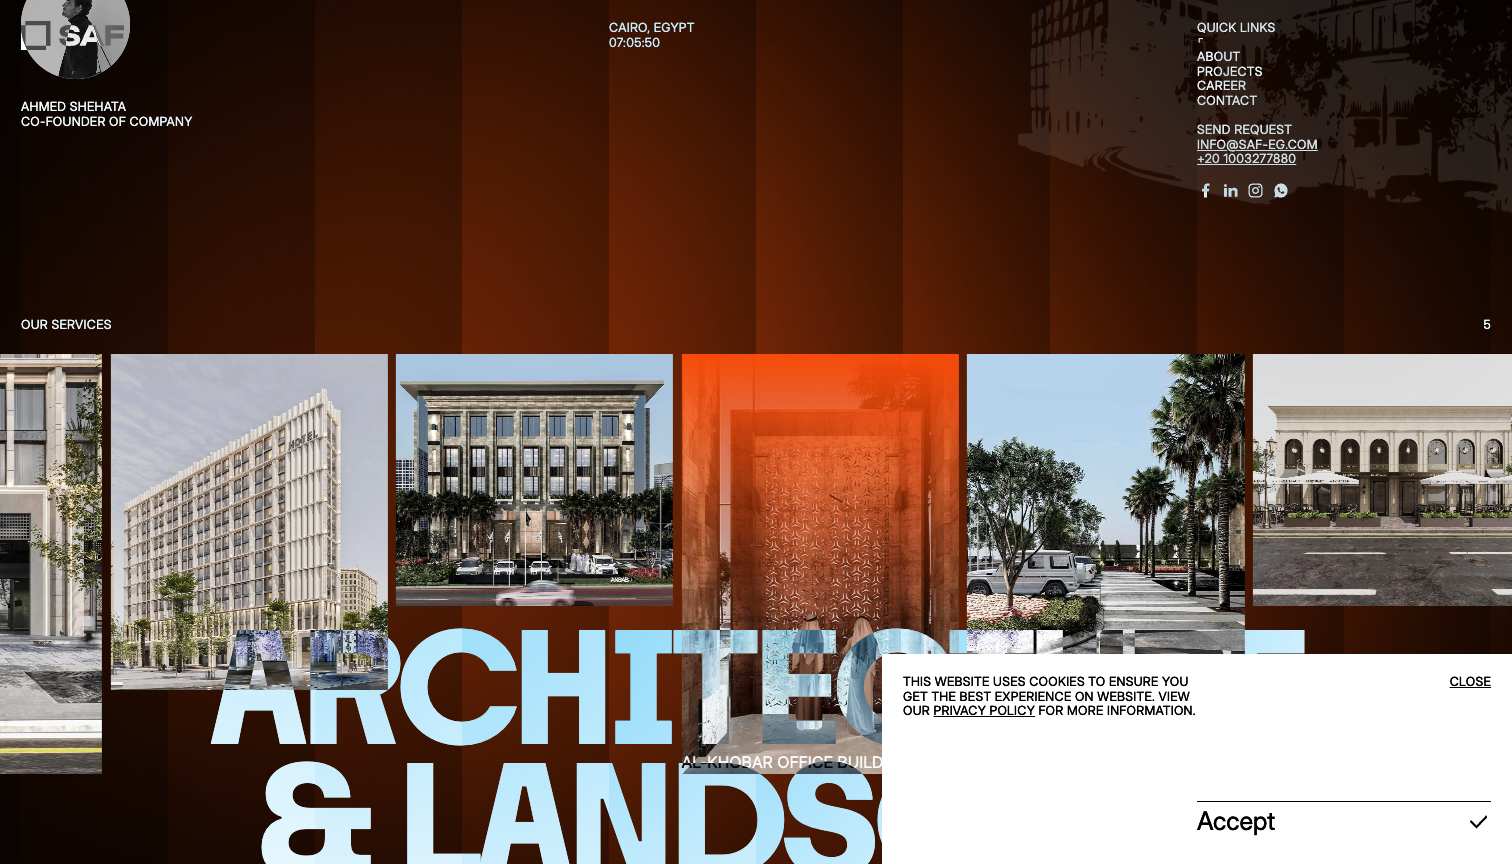 SAF
CAIRO, EGYPT
07:05:50
QUICK LINKS
ABOUT
PROJECTS
CAREER
CONTACT
SEND REQUEST
INFO@SAF-EG.COM
+20 1003277880
AHMED SHEHATA
CO-FOUNDER OF COMPANY
OUR SERVICES
5
HOTEL
ARCHITECTURE
& LANDS
AL-KHOBAR OFFICE BUILD
THIS WEBSITE USES COOKIES TO ENSURE YOU
GET THE BEST EXPERIENCE ON WEBSITE. VIEW
OUR PRIVACY POLICY FOR MORE INFORMATION.
CLOSE
Accept